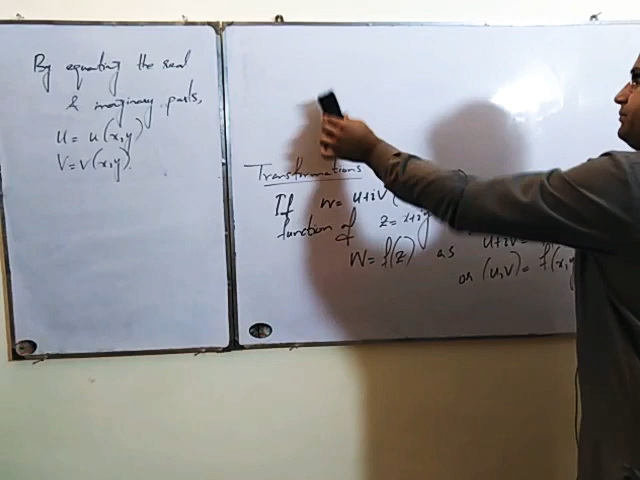 By equating the real
& imaginary parts,
u = u(x,y)
V = v(x,y).
Transformations
If w = u+iv (
function of z = x+iy
W = f(z) as u+iv =
or (u,v) = f(x,y